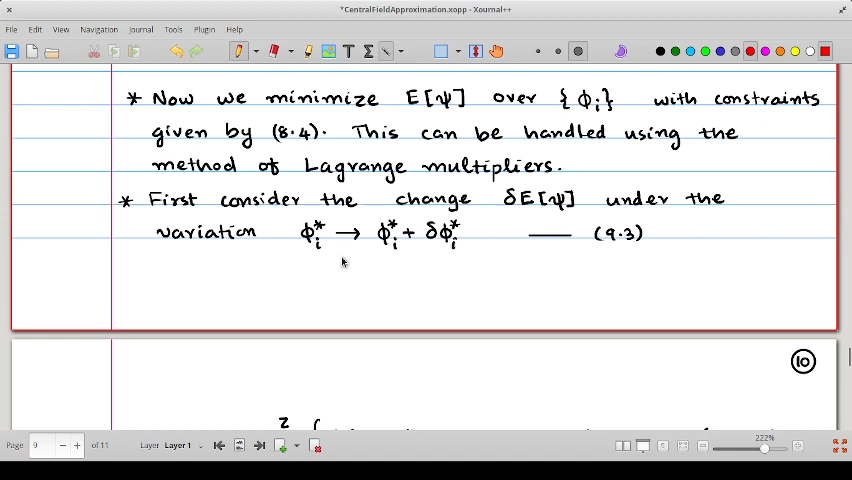 *CentralFieldApproximation.xopp - Xournal++
File Edit View Navigation Journal Tools Plugin Help
* Now we minimize E[ψ] over {ϕᵢ} with constraints
given by (8.4). This can be handled using the
method of Lagrange multipliers.
* First consider the change δE[ψ] under the
variation ϕᵢ* → ϕᵢ* + δϕᵢ* —— (9.3)
10
Z
Page 9 of 11 Layer Layer 1 222%